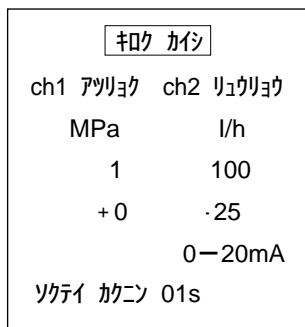 ｷﾛｸ ｶｲｼ
ch1 ｱﾂﾘｮｸ ch2 ﾘｭｳﾘｮｳ
MPa l/h
1 100
+0 -25
0－20mA
ｿｸﾃｲ ｶｸﾆﾝ 01s